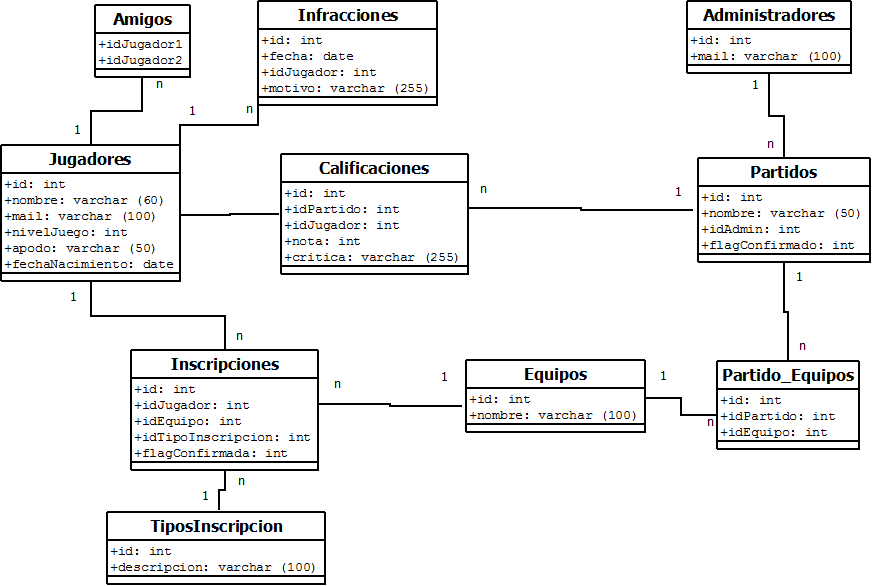 Amigos
+idJugador1
+idJugador2
n
1
Infracciones
+id: int
+fecha: date
+idJugador: int
+motivo: varchar (255)
1
n
Administradores
+id: int
+mail: varchar (100)
1
n
Jugadores
+id: int
+nombre: varchar (60)
+mail: varchar (100)
+nivelJuego: int
+apodo: varchar (50)
+fechaNacimiento: date
Calificaciones
+id: int
+idPartido: int
+idJugador: int
+nota: int
+critica: varchar (255)
n
1
Partidos
+id: int
+nombre: varchar (50)
+idAdmin: int
+flagConfirmado: int
1
n
1
n
Inscripciones
+id: int
+idJugador: int
+idEquipo: int
+idTipoInscripcion: int
+flagConfirmada: int
n
1
Equipos
+id: int
+nombre: varchar (100)
1
n
Partido_Equipos
+id: int
+idPartido: int
+idEquipo: int
n
1
TiposInscripcion
+id: int
+descripcion: varchar (100)